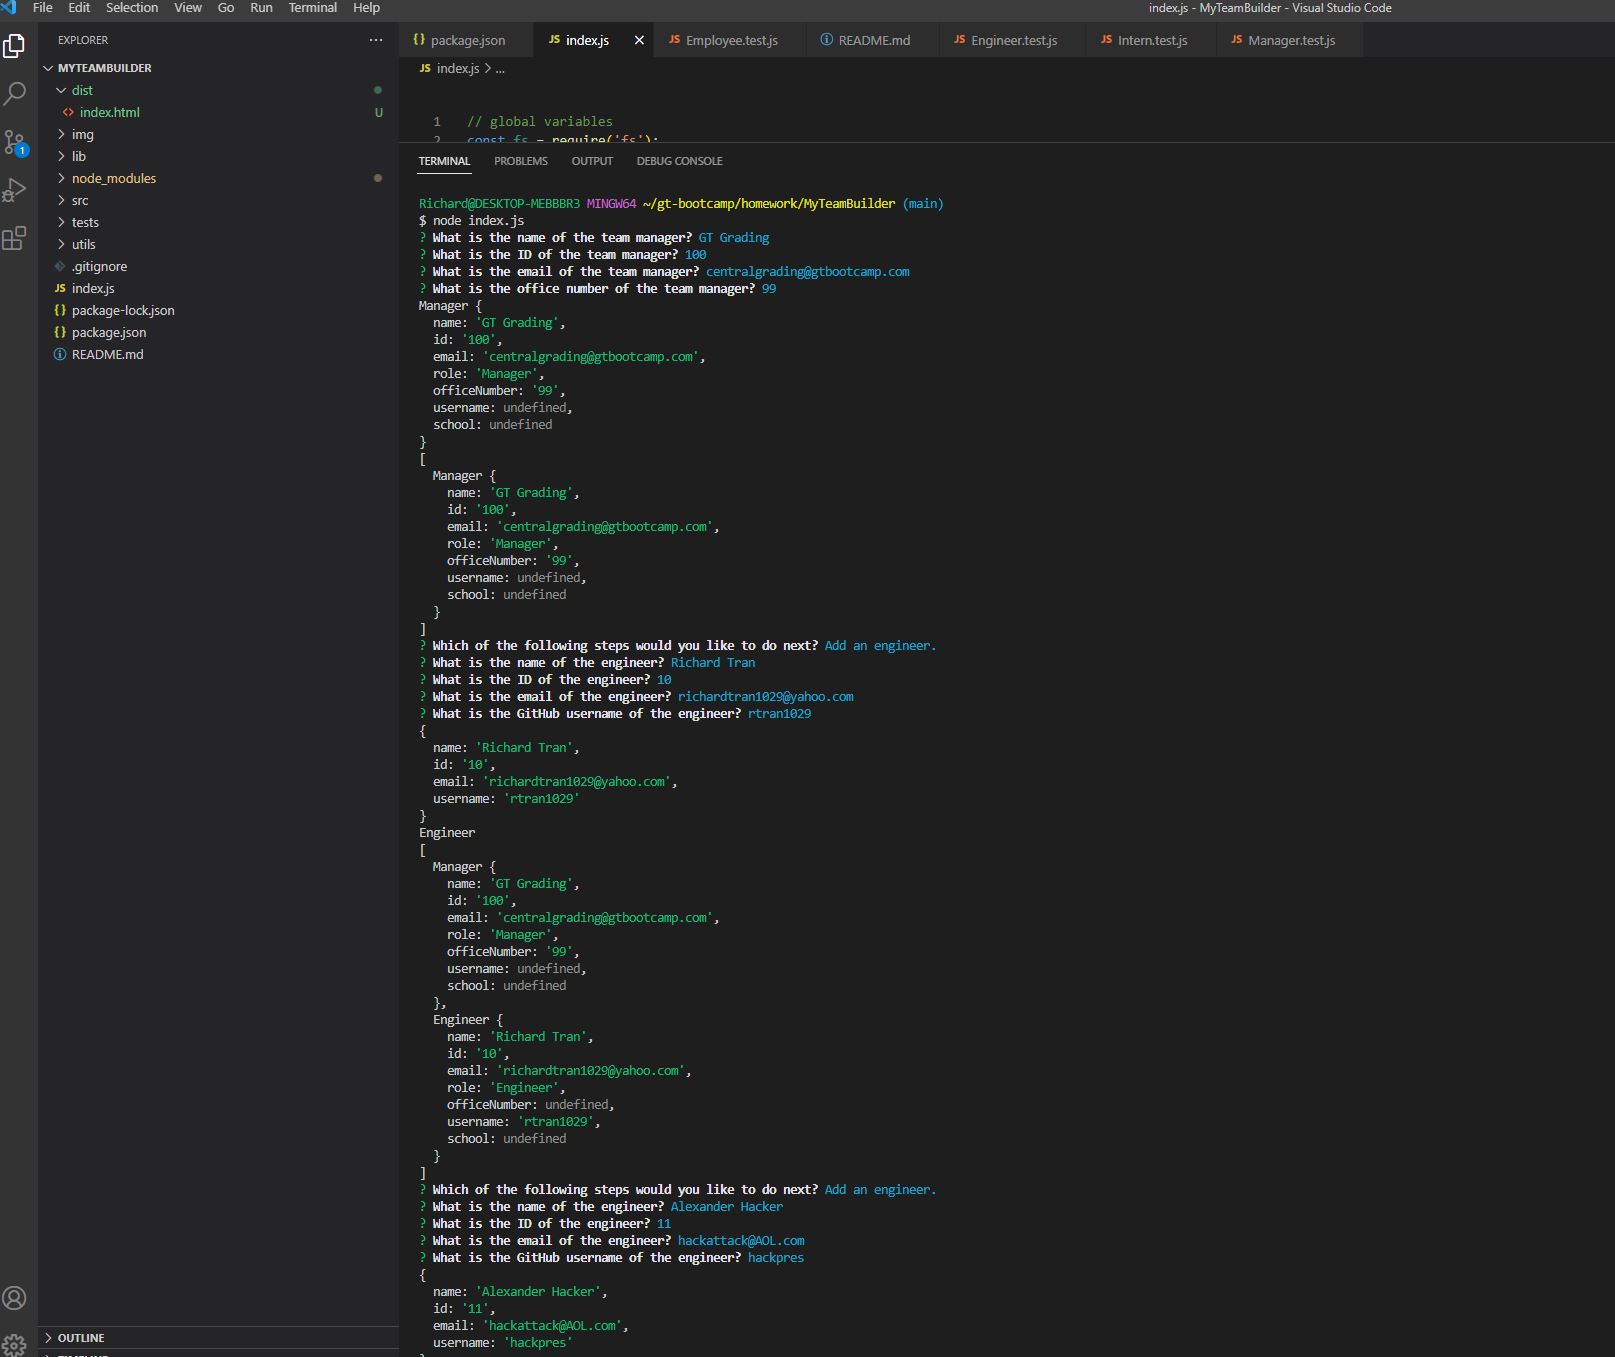 File Edit Selection View Go Run Terminal Help
index.js - MyTeamBuilder - Visual Studio Code
EXPLORER
MYTEAMBUILDER
dist
index.html U
img
lib
node_modules
src
tests
utils
.gitignore
index.js
package-lock.json
package.json
README.md
OUTLINE
1
package.json JS index.js JS Employee.test.js README.md JS Engineer.test.js JS Intern.test.js JS Manager.test.js
JS index.js > ...
1 // global variables
2 const fs = require('fs');
TERMINAL PROBLEMS OUTPUT DEBUG CONSOLE
Richard@DESKTOP-MEBBBR3 MINGW64 ~/gt-bootcamp/homework/MyTeamBuilder (main)
$ node index.js
? What is the name of the team manager? GT Grading
? What is the ID of the team manager? 100
? What is the email of the team manager? centralgrading@gtbootcamp.com
? What is the office number of the team manager? 99
Manager {
name: 'GT Grading',
id: '100',
email: 'centralgrading@gtbootcamp.com',
role: 'Manager',
officeNumber: '99',
username: undefined,
school: undefined
}
[
Manager {
name: 'GT Grading',
id: '100',
email: 'centralgrading@gtbootcamp.com',
role: 'Manager',
officeNumber: '99',
username: undefined,
school: undefined
}
]
? Which of the following steps would you like to do next? Add an engineer.
? What is the name of the engineer? Richard Tran
? What is the ID of the engineer? 10
? What is the email of the engineer? richardtran1029@yahoo.com
? What is the GitHub username of the engineer? rtran1029
{
name: 'Richard Tran',
id: '10',
email: 'richardtran1029@yahoo.com',
username: 'rtran1029'
}
Engineer
[
Manager {
name: 'GT Grading',
id: '100',
email: 'centralgrading@gtbootcamp.com',
role: 'Manager',
officeNumber: '99',
username: undefined,
school: undefined
},
Engineer {
name: 'Richard Tran',
id: '10',
email: 'richardtran1029@yahoo.com',
role: 'Engineer',
officeNumber: undefined,
username: 'rtran1029',
school: undefined
}
]
? Which of the following steps would you like to do next? Add an engineer.
? What is the name of the engineer? Alexander Hacker
? What is the ID of the engineer? 11
? What is the email of the engineer? hackattack@AOL.com
? What is the GitHub username of the engineer? hackpres
{
name: 'Alexander Hacker',
id: '11',
email: 'hackattack@AOL.com',
username: 'hackpres'